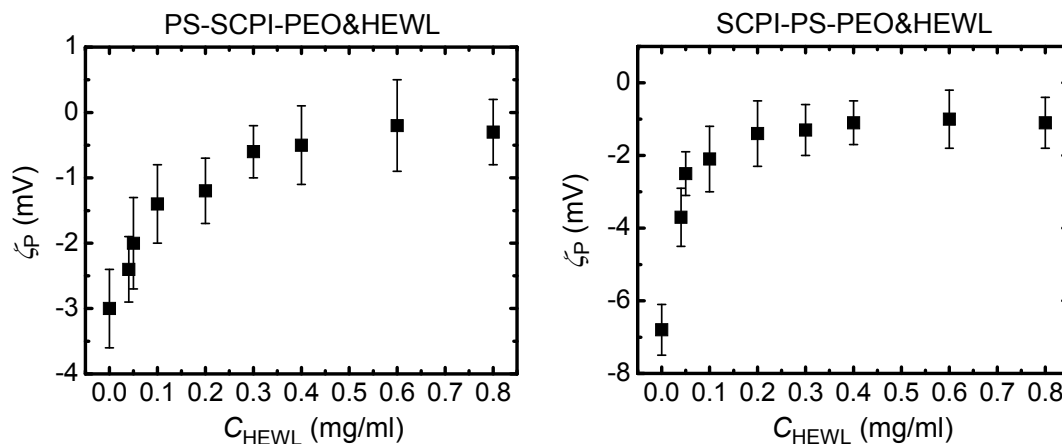 PS-SCPI-PEO&HEWL
1
0
-1
-2
-3
-4
ζP (mV)
0.0 0.1 0.2 0.3 0.4 0.5 0.6 0.7 0.8
CHEWL (mg/ml)
SCPI-PS-PEO&HEWL
0
-2
-4
-6
-8
ζP (mV)
0.0 0.1 0.2 0.3 0.4 0.5 0.6 0.7 0.8
CHEWL (mg/ml)